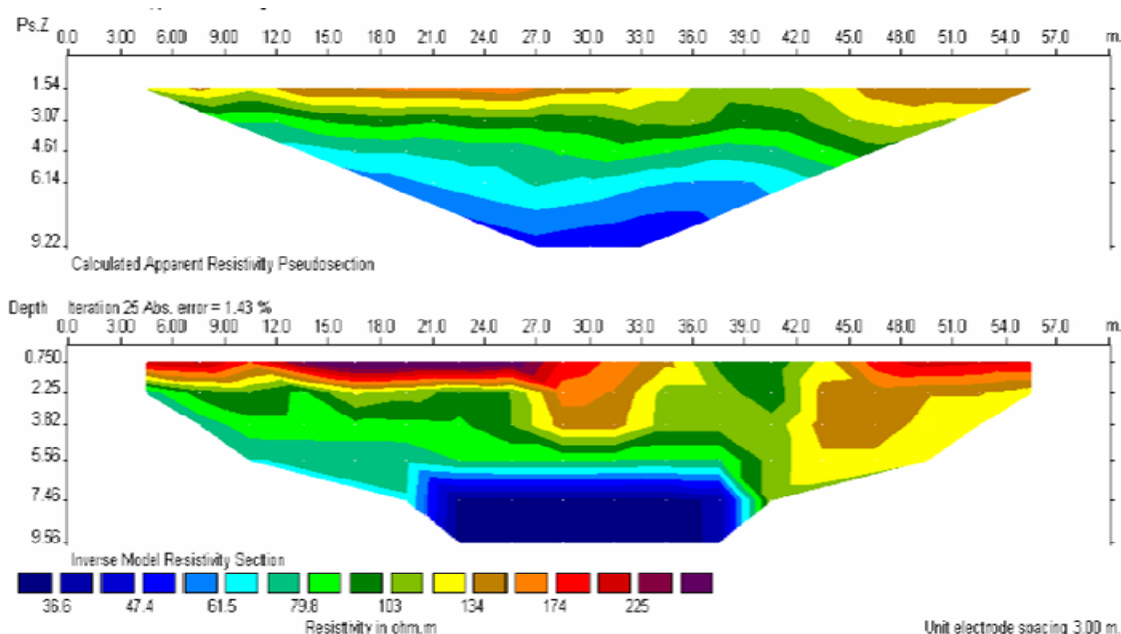 Ps.Z 0.0 3.00 6.00 9.00 12.0 15.0 18.0 21.0 24.0 27.0 30.0 33.0 36.0 39.0 42.0 45.0 48.0 51.0 54.0 57.0 m.
1.54
3.07
4.61
6.14
9.22
Calculated Apparent Resistivity Pseudosection
Depth Iteration 25 Abs. error = 1.43 %
0.0 3.00 6.00 9.00 12.0 15.0 18.0 21.0 24.0 27.0 30.0 33.0 36.0 39.0 42.0 45.0 48.0 51.0 54.0 57.0 m.
0.750
2.25
3.82
5.56
7.46
9.56
Inverse Model Resistivity Section
36.6 47.4 61.5 79.8 103 134 174 225
Resistivity in ohm.m
Unit electrode spacing 3.00 m.